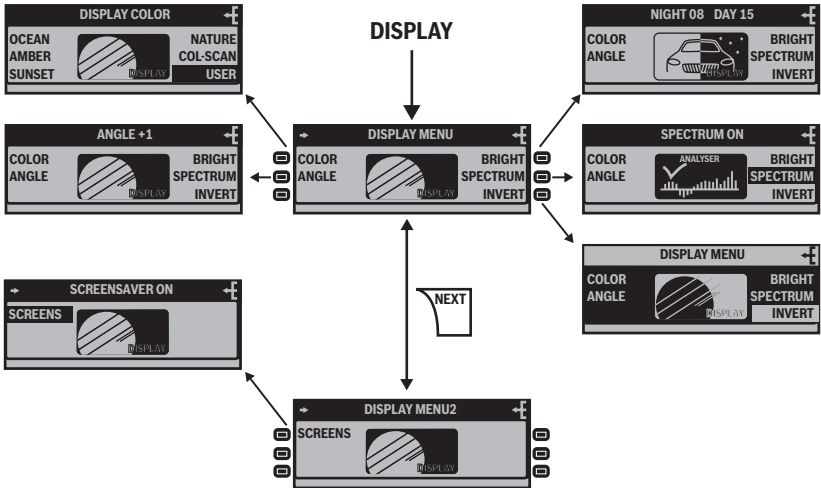 DISPLAY COLOR
OCEAN NATURE
AMBER COL-SCAN
SUNSET DISPLAY USER
DISPLAY
NIGHT 08 DAY 15
COLOR BRIGHT
ANGLE SPECTRUM
DISPLAY INVERT
ANGLE +1
COLOR BRIGHT
ANGLE SPECTRUM
DISPLAY INVERT
DISPLAY MENU
COLOR BRIGHT
ANGLE SPECTRUM
DISPLAY INVERT
SPECTRUM ON
COLOR ANALYSER BRIGHT
ANGLE SPECTRUM
INVERT
DISPLAY MENU
COLOR BRIGHT
ANGLE SPECTRUM
DISPLAY INVERT
SCREENSAVER ON
SCREENS
DISPLAY
NEXT
DISPLAY MENU2
SCREENS
DISPLAY